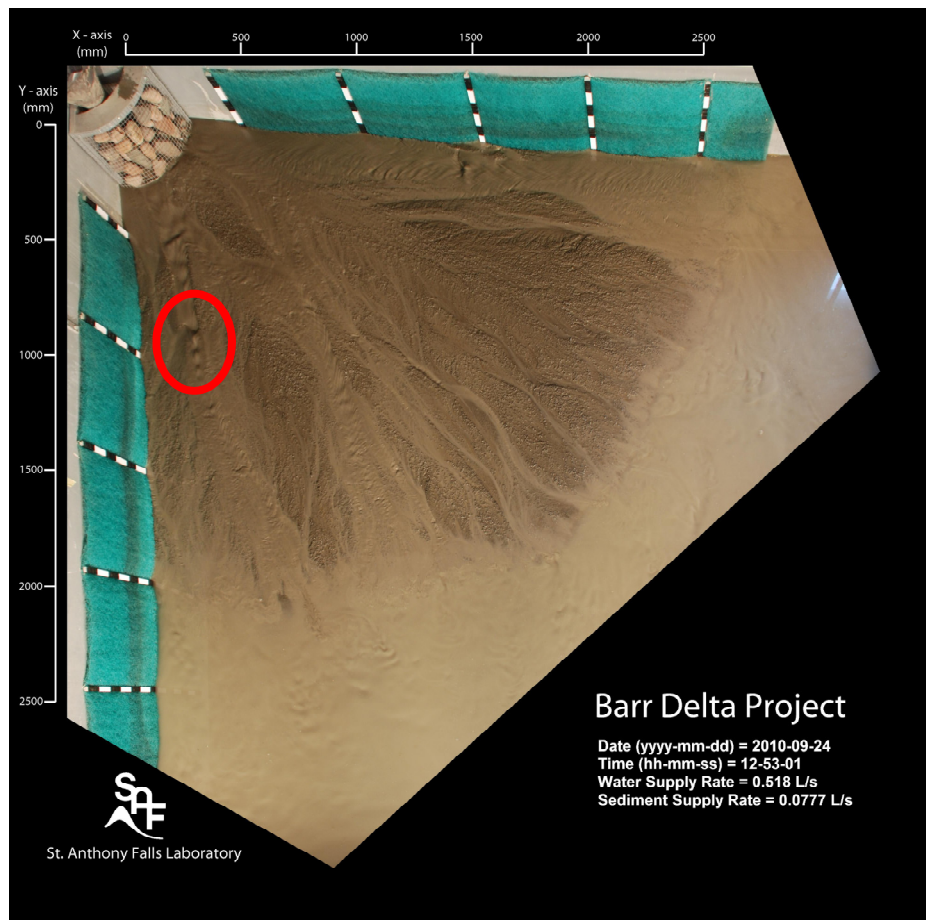 X - axis
(mm)
0
500
1000
1500
2000
2500
Y - axis
(mm)
0
500
1000
1500
2000
2500
Barr Delta Project
Date (yyyy-mm-dd) = 2010-09-24
Time (hh-mm-ss) = 12-53-01
Water Supply Rate = 0.518 L/s
Sediment Supply Rate = 0.0777 L/s
SAF
St. Anthony Falls Laboratory